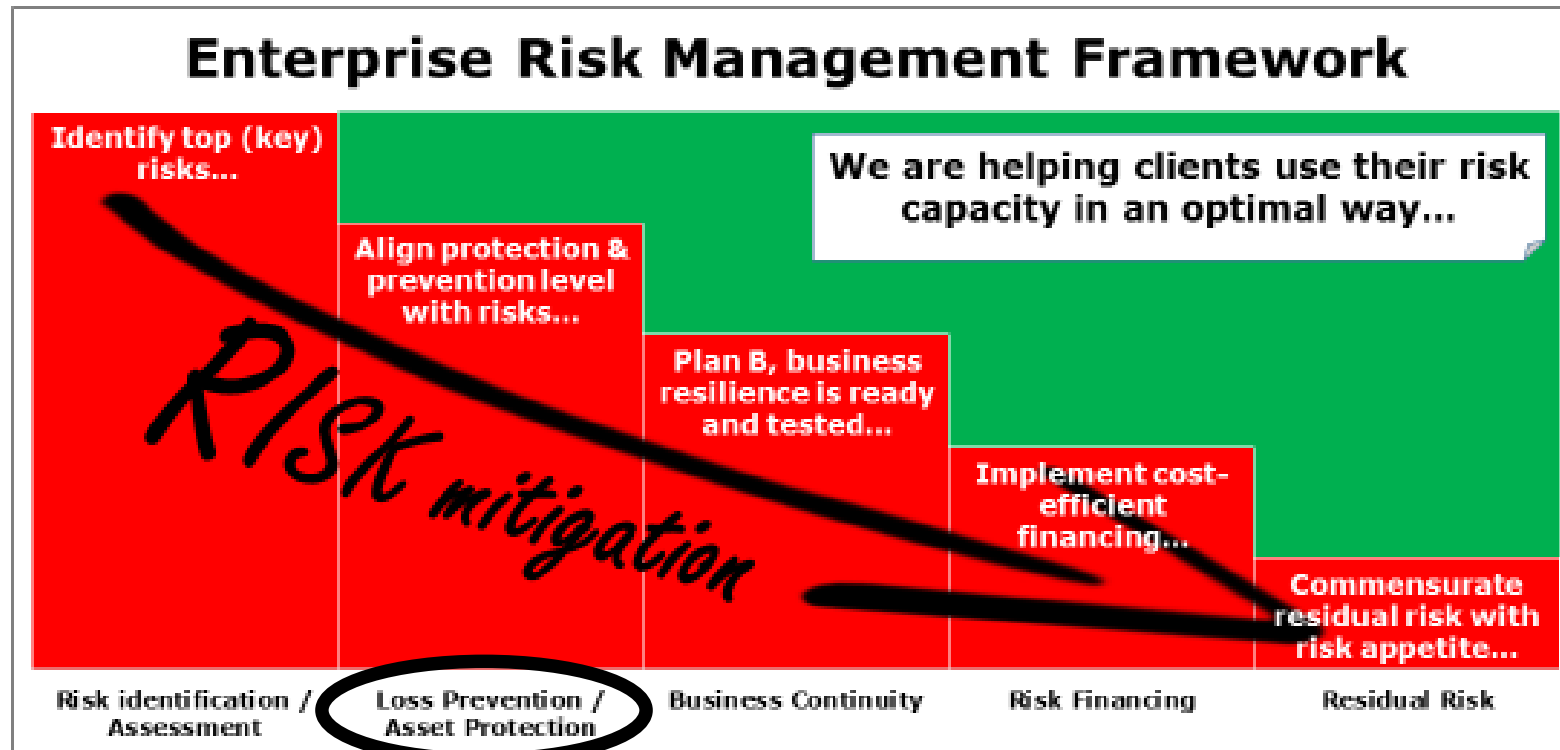 Enterprise Risk Management Framework
Identify top (key)
risks...
We are helping clients use their risk
capacity in an optimal way...
Align protection &
prevention level
with risks...
Plan B, business
resilience is ready
and tested...
Implement cost-
efficient
financing...
Commensurate
residual risk with
risk appetite...
RISK mitigation
Risk identification /
Assessment
Loss Prevention /
Asset Protection
Business Continuity
Risk Financing
Residual Risk